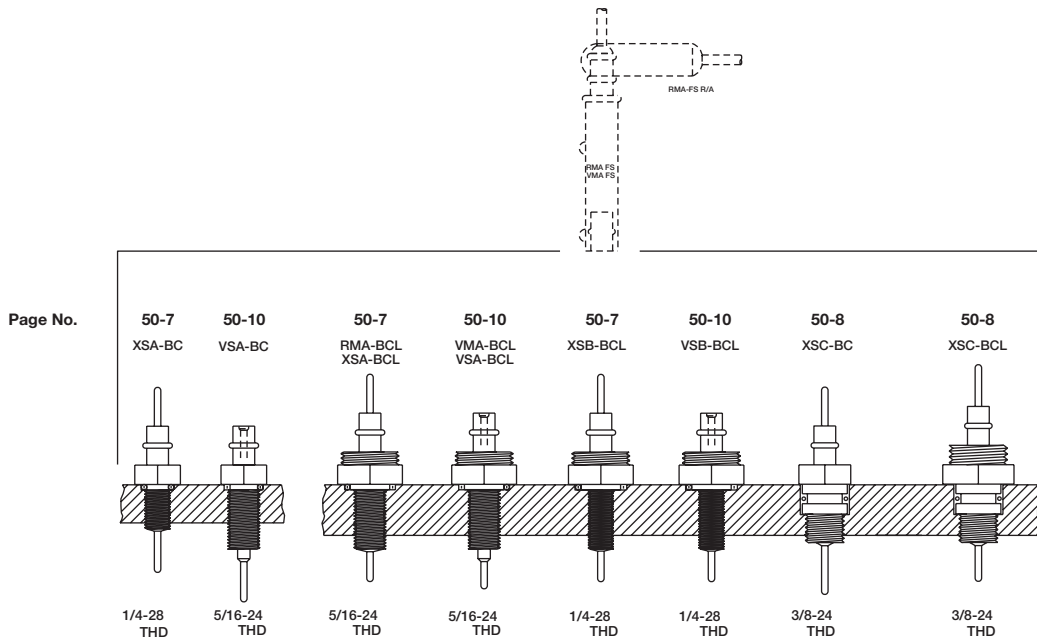 RMA-FS R/A
RMA FS
VMA FS
Page No. 50-7 50-10 50-7 50-10 50-7 50-10 50-8 50-8
XSA-BC VSA-BC RMA-BCL VMA-BCL XSB-BCL VSB-BCL XSC-BC XSC-BCL
XSA-BCL VSA-BCL
1/4-28 5/16-24 5/16-24 5/16-24 1/4-28 1/4-28 3/8-24 3/8-24
THD THD THD THD THD THD THD THD